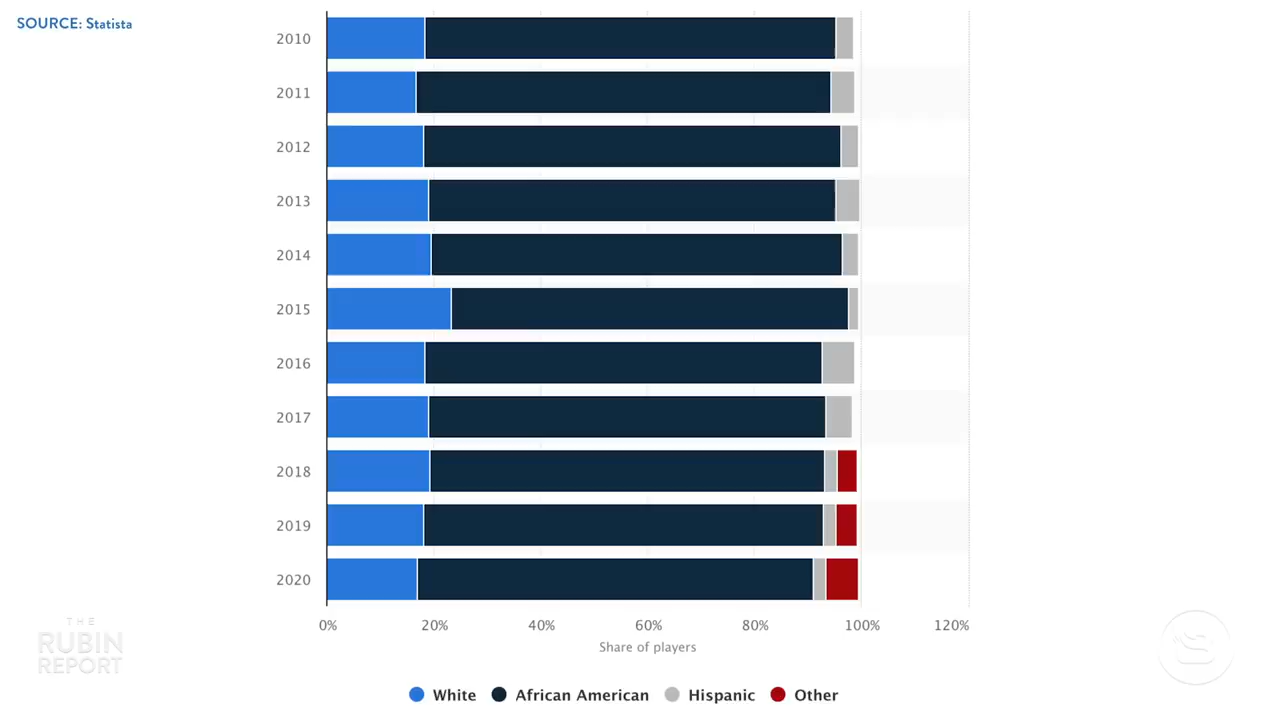 SOURCE: Statista
2010
2011
2012
2013
2014
2015
2016
2017
2018
2019
2020
0% 20% 40% 60% 80% 100% 120%
Share of players
White African American Hispanic Other
THE
RUBIN
REPORT